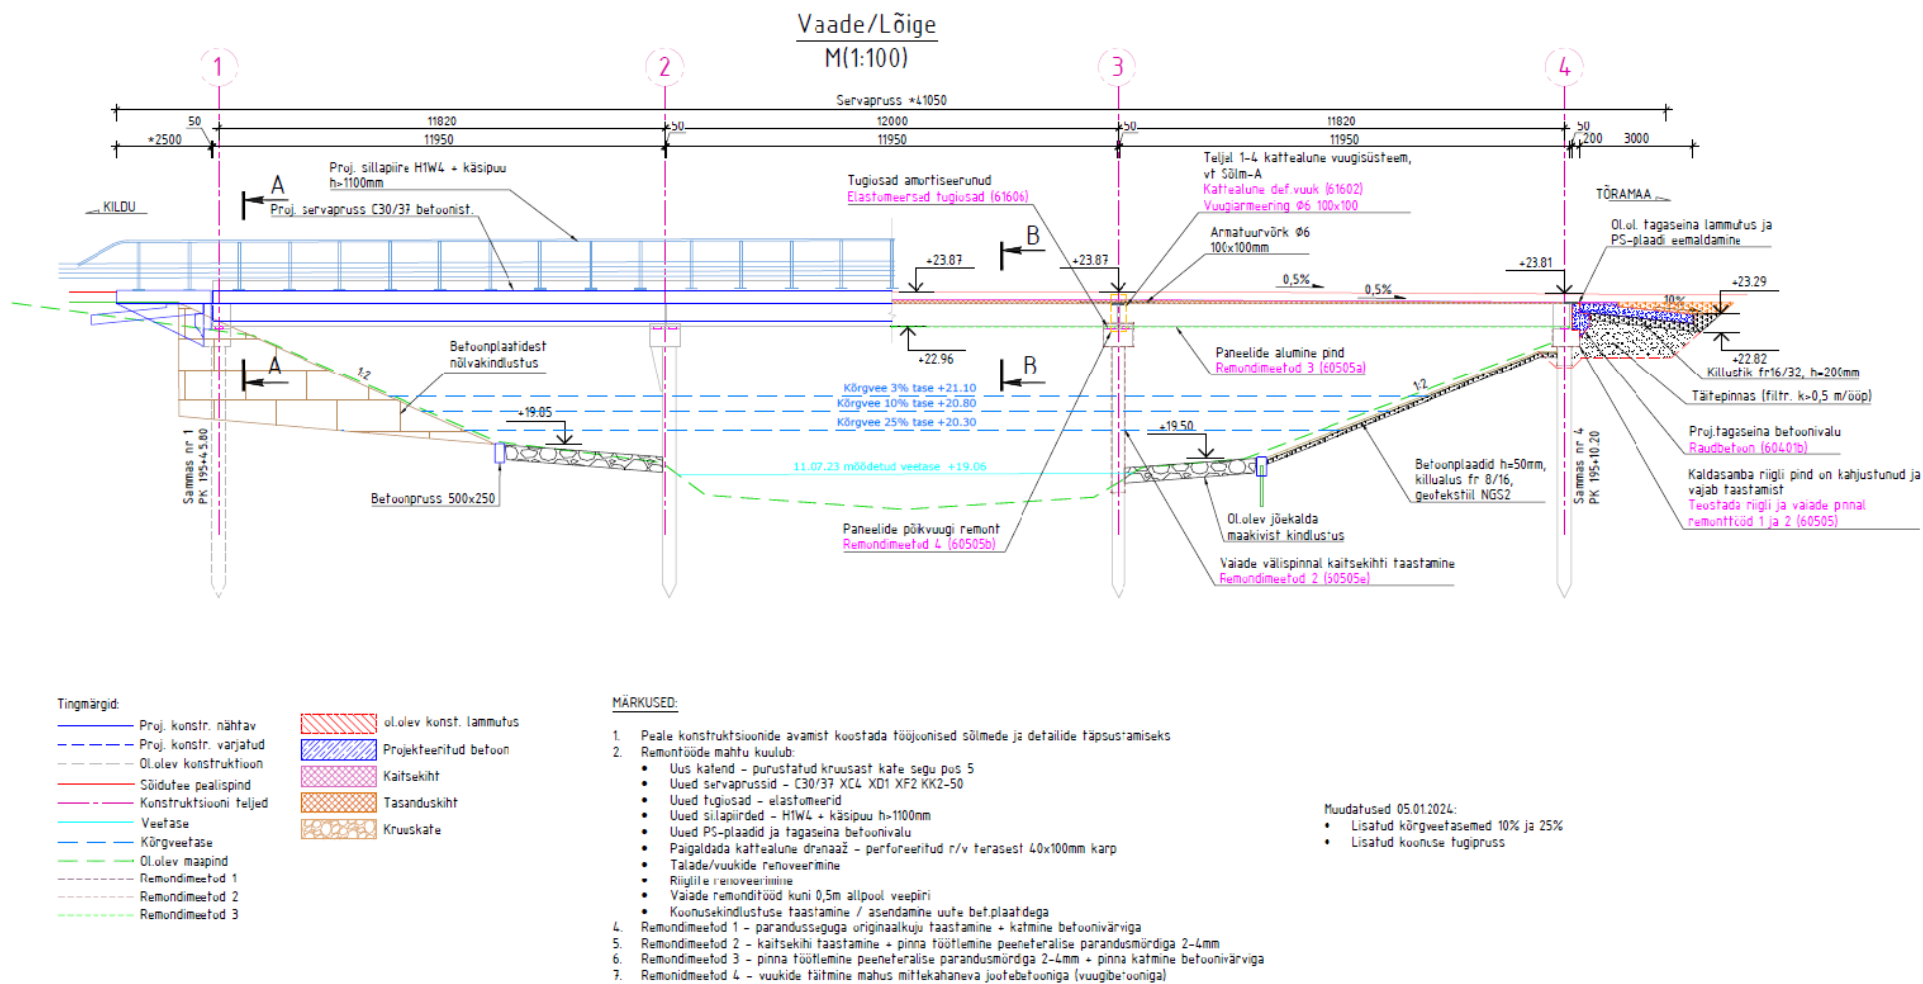 Vaade/Lõige
M(1:100)
1
2
3
4
Servapruss *41050
50
11820
50
12000
50
11820
50
*2500
11950
11950
11950
200
3000
Proj. sillapiire H1W4 + käsipuu
h>1100mm
A
KILDU
Proj. servapruss C30/37 betoonist.
Tugiosad amortiseerunud
Elastomeersed tugiosad (61606)
Teljel 1-4 kattealune vuugisüsteem,
vt Sõlm-A
Kattealune def.vuuk (61602)
Vuugiarmeering Φ6 100x100
Armatuurvõrk Φ6
100x100mm
B
TÕRAMAA
Ol.ol. tagaseina lammutus ja
PS-plaadi eemaldamine
+23.87
+23.87
+23.81
+23.29
0,5%
0,5%
10%
+22.96
+22.82
Betoonplaatidest
nõlvakindlustus
1:2
A
B
Paneelide alumine pind
Remondimeetod 3 (60505a)
1:2
Killustik fr16/32, h=200mm
Täitepinnas (filtr. k>0,5 m/ööp)
Kõrgvee 3% tase +21.10
Kõrgvee 10% tase +20.80
Kõrgvee 25% tase +20.30
+19.05
+19.50
Proj.tagaseina betoonivalu
Raudbetoon (60401b)
11.07.23 mõõdetud veetase +19.06
Sammas nr 1
PK 195+45.80
Betoonpruss 500x250
Betoonplaadid h=50mm,
killualus fr 8/16,
geotekstiil NGS2
Sammas nr 4
PK 195+10.20
Kaldasamba riigli pind on kahjustunud ja
vajab taastamist
Teostada riigli ja vaiade pinnal
remonttööd 1 ja 2 (60505)
Paneelide põikvuugi remont
Remondimeetod 4 (60505b)
Ol.olev jõekalda
maakivist kindlustus
Vaiade välispinnal kaitsekihti taastamine
Remondimeetod 2 (60505e)
Tingmärgid:
Proj. konstr. nähtav
Proj. konstr. varjatud
Ol.olev konstruktioon
Sõidutee pealispind
Konstruktsiooni teljed
Veetase
Kõrgveetase
Ol.olev maapind
Remondimeetod 1
Remondimeetod 2
Remondimeetod 3
ol.olev konst. lammutus
Projekteeritud betoon
Kaitsekiht
Tasanduskiht
Kruuskate
MÄRKUSED:
1. Peale konstruktsioonide avamist koostada tööjoonised sõlmede ja detailide täpsustamiseks
2. Remontööde mahtu kuulub:
• Uus katend - purustatud kruusast kate segu pos 5
• Uued servaprussid - C30/37 XC4 XD1 XF2 KK2-50
• Uued tugiosad - elastomeerid
• Uued sillapiirded - H1W4 + käsipuu h>1100mm
• Uued PS-plaadid ja tagaseina betoonivalu
• Paigaldada kattealune drenaaž - perforeeritud r/v terasest 40x100mm karp
• Talade/vuukide renoveerimine
• Riiglite renoveerimine
• Vaiade remonditööd kuni 0,5m allpool veepiiri
• Koonusekindlustuse taastamine / asendamine uute bet.plaatidega
4. Remondimeetod 1 - parandusseguga originaalkuju taastamine + katmine betoonivärviga
5. Remondimeetod 2 - kaitsekihi taastamine + pinna töötlemine peeneteralise parandusmördiga 2-4mm
6. Remondimeetod 3 - pinna töötlemine peeneteralise parandusmördiga 2-4mm + pinna katmine betoonivärviga
7. Remonidmeetod 4 - vuukide täitmine mahus mittekahaneva jootebetooniga (vuugibetooniga)
Muudatused 05.01.2024:
• Lisatud kõrgveetasemed 10% ja 25%
• Lisatud koonuse tugipruss